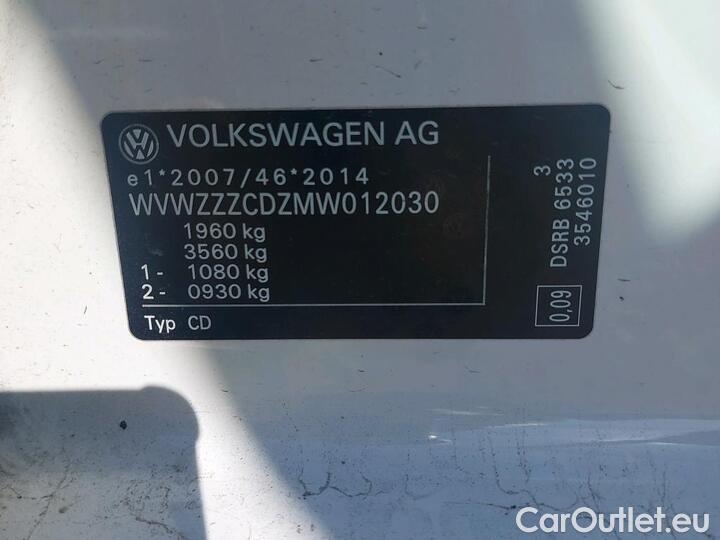 VOLKSWAGEN AG
e1*2007/46*2014
WVWZZZCDZMW012030
1960 kg
3560 kg
1- 1080 kg
2- 0930 kg
Typ CD
3
DSRB 6533
3546010
0,09
CarOutlet.eu